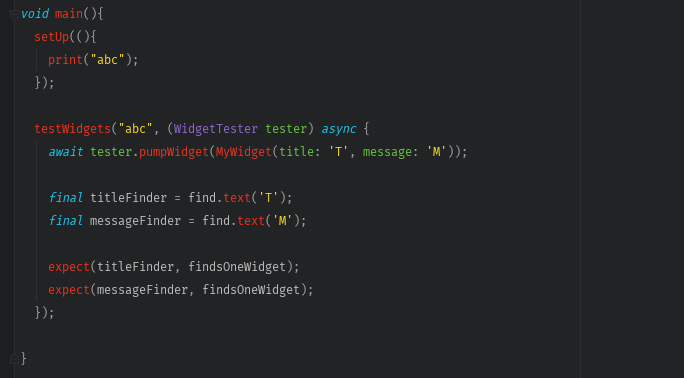 void main(){
setUp((){
print("abc");
});
testWidgets("abc", (WidgetTester tester) async {
await tester.pumpWidget(MyWidget(title: 'T', message: 'M'));
final titleFinder = find.text('T');
final messageFinder = find.text('M');
expect(titleFinder, findsOneWidget);
expect(messageFinder, findsOneWidget);
});
}